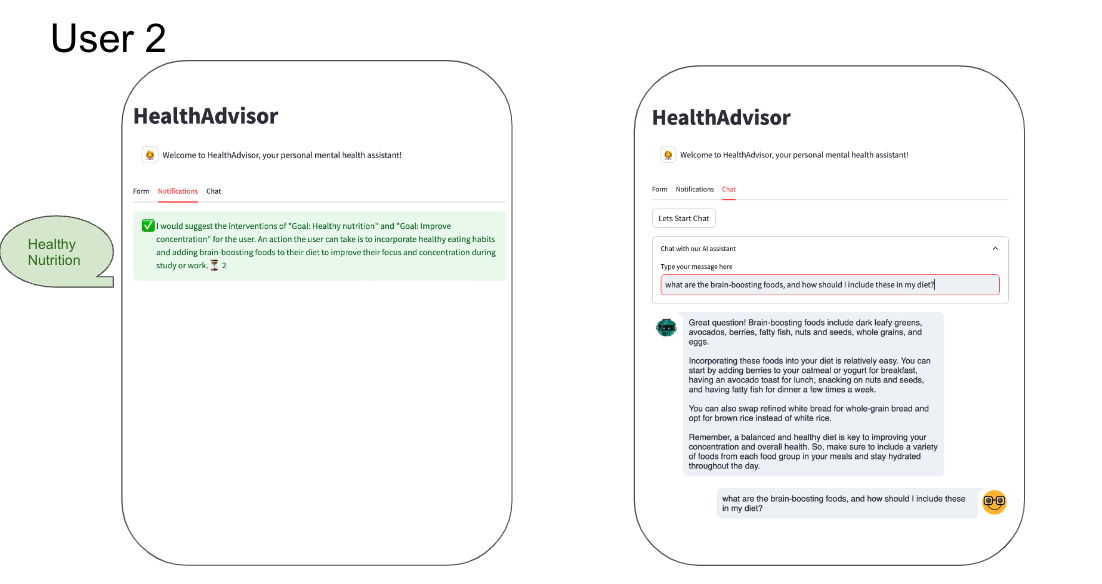 User 2
HealthAdvisor
Welcome to HealthAdvisor, your personal mental health assistant!
Form Notifications Chat
I would suggest the interventions of "Goal: Healthy nutrition" and "Goal: Improve
concentration" for the user. An action the user can take is to incorporate healthy eating habits
and adding brain-boosting foods to their diet to improve their focus and concentration during
study or work. ⏳ 2
Healthy
Nutrition
HealthAdvisor
Welcome to HealthAdvisor, your personal mental health assistant!
Form Notifications Chat
Lets Start Chat
Chat with our AI assistant
Type your message here
what are the brain-boosting foods, and how should I include these in my diet?
Great question! Brain-boosting foods include dark leafy greens,
avocados, berries, fatty fish, nuts and seeds, whole grains, and
eggs.
Incorporating these foods into your diet is relatively easy. You can
start by adding berries to your oatmeal or yogurt for breakfast,
having an avocado toast for lunch, snacking on nuts and seeds,
and having fatty fish for dinner a few times a week.
You can also swap refined white bread for whole-grain bread and
opt for brown rice instead of white rice.
Remember, a balanced and healthy diet is key to improving your
concentration and overall health. So, make sure to include a variety
of foods from each food group in your meals and stay hydrated
throughout the day.
what are the brain-boosting foods, and how should I include these
in my diet?